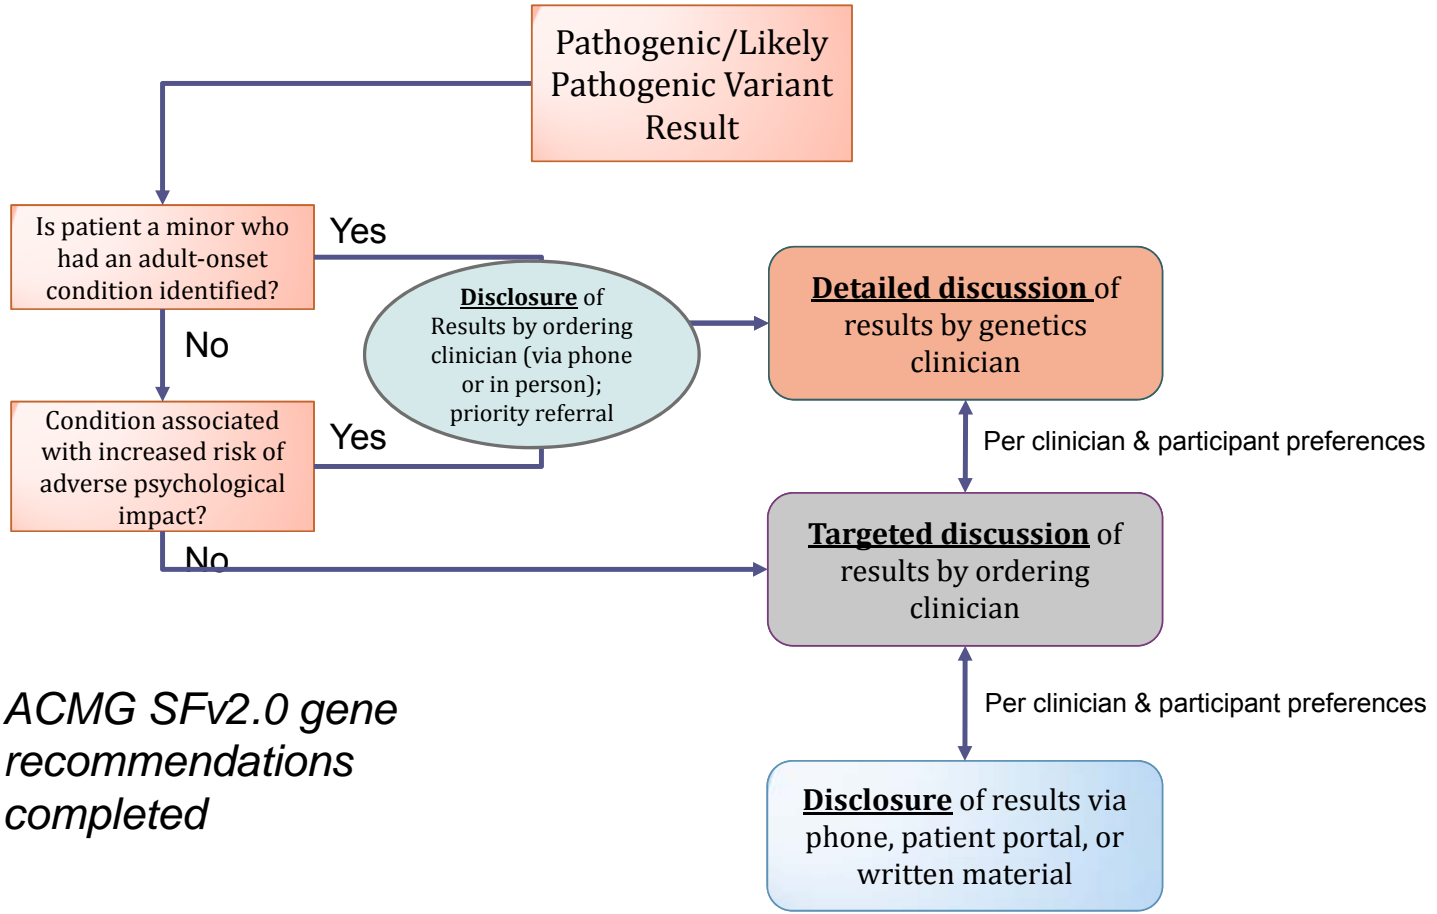 Pathogenic/Likely
Pathogenic Variant
Result
Is patient a minor who
had an adult-onset
condition identified?
Yes
No
Disclosure of
Results by ordering
clinician (via phone
or in person);
priority referral
Detailed discussion of
results by genetics
clinician
Condition associated
with increased risk of
adverse psychological
impact?
Yes
No
Per clinician & participant preferences
Targeted discussion of
results by ordering
clinician
Per clinician & participant preferences
Disclosure of results via
phone, patient portal, or
written material
ACMG SFv2.0 gene
recommendations
completed